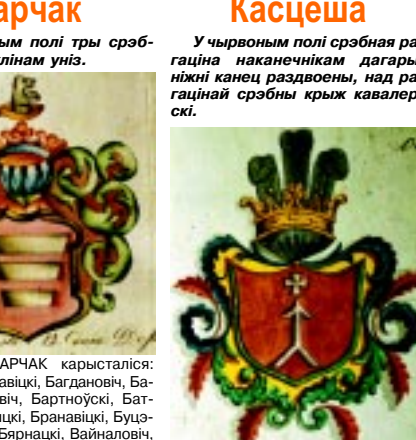 арчак
ым полі тры срэб-
лінам уніз.
АРЧАК карысталіся:
авіцкі, Багдановіч, Ба-
віч, Бартноўскі, Бат-
іцкі, Бранавіцкі, Буцэ-
Бярнацкі, Вайналовіч,
Касцеша
У чырвоным полі срэбная ра-
гаціна наканечнікам дагары
ніжні канец раздвоены, над ра-
гацінай срэбны крыж кавалер-
скі.